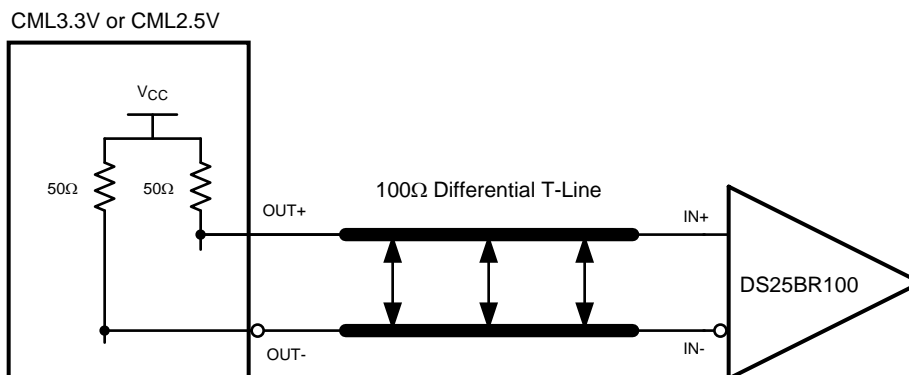 CML3.3V or CML2.5V
VCC
50Ω
50Ω
100Ω Differential T-Line
OUT+
IN+
DS25BR100
OUT-
IN-